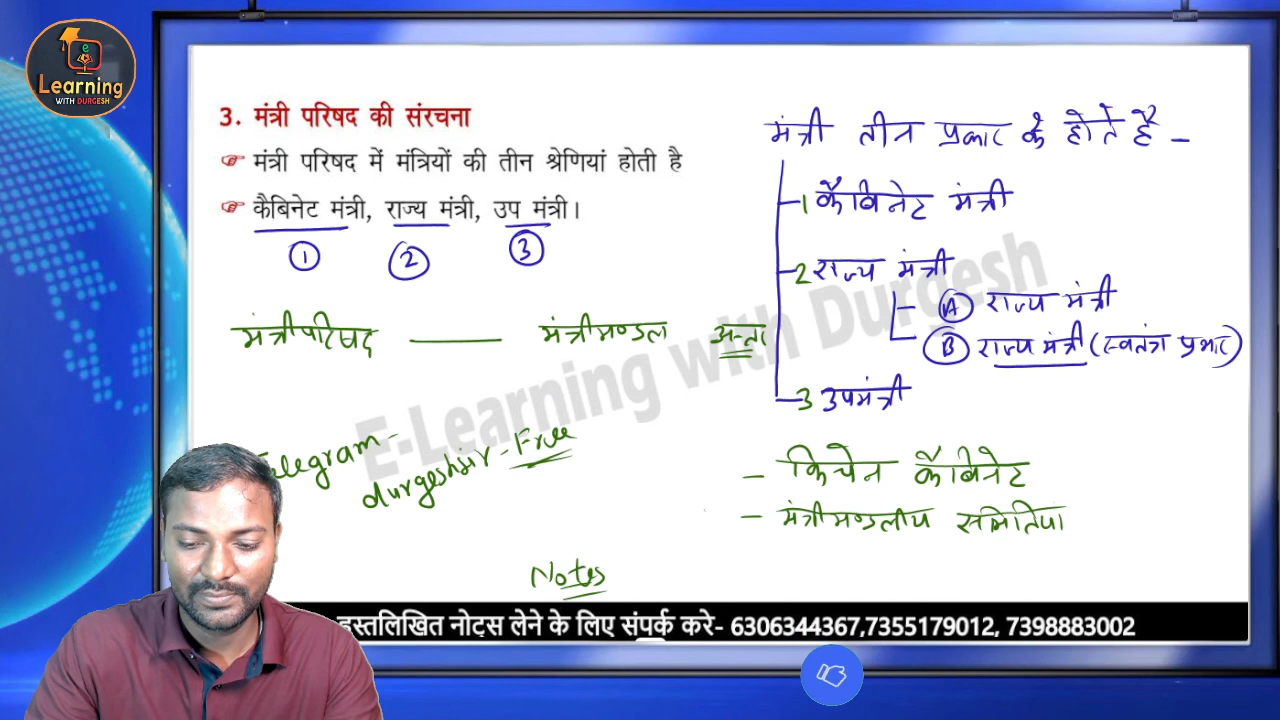 e
Learning
WITH DURGESH
3. मंत्री परिषद की संरचना
☞ मंत्री परिषद में मंत्रियों की तीन श्रेणियां होती है
☞ कैबिनेट मंत्री, राज्य मंत्री, उप मंत्री।
1 2 3
मंत्रीपरिषद — मंत्रीमण्डल अन्तर
Telegram-
durgeshsir - Free
Notes
मंत्री तीन प्रकार के होते है -
1 कैबिनेट मंत्री
2 राज्य मंत्री
A राज्य मंत्री
B राज्य मंत्री (स्वतंत्र प्रभार)
3 उपमंत्री
- किचेन कैबिनेट
- मंत्रीमण्डलीय समितिया
E-Learning with Durgesh
हस्तलिखित नोट्स लेने के लिए संपर्क करे- 6306344367,7355179012, 7398883002